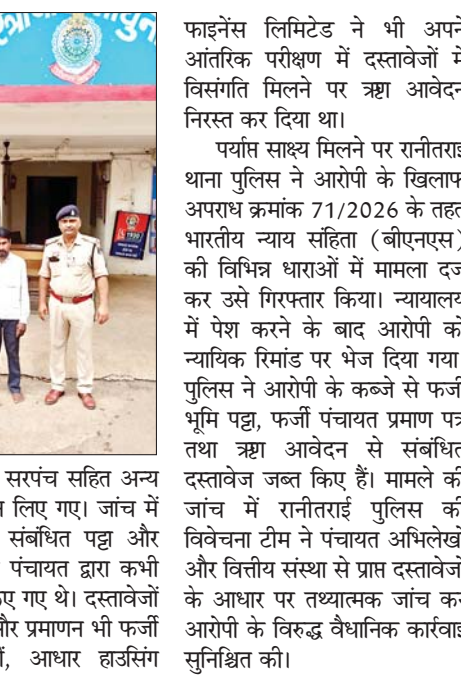 सरपंच सहित अन्य
लिए गए। जांच में
संबंधित पट्टा और
पंचायत द्वारा कभी
गए थे। दस्तावेजों
और प्रमाणन भी फर्जी
आधार हाउसिंग
फाइनेंस लिमिटेड ने भी अपने
आंतरिक परीक्षण में दस्तावेजों में
विसंगति मिलने पर ऋष्टा आवेदन
निरस्त कर दिया था।
पर्याप्त साक्ष्य मिलने पर रानीतराई
थाना पुलिस ने आरोपी के खिलाफ
अपराध क्रमांक 71/2026 के तहत
भारतीय न्याय संहिता (बीएनएस)
की विभिन्न धाराओं में मामला दर्ज
कर उसे गिरफ्तार किया। न्यायालय
में पेश करने के बाद आरोपी को
न्यायिक रिमांड पर भेज दिया गया
पुलिस ने आरोपी के कब्जे से फर्जी
भूमि पट्टा, फर्जी पंचायत प्रमाण पत्र
तथा ऋष्टा आवेदन से संबंधित
दस्तावेज जब्त किए हैं। मामले की
जांच में रानीतराई पुलिस की
विवेचना टीम ने पंचायत अभिलेखों
और वित्तीय संस्था से प्राप्त दस्तावेजों
के आधार पर तथ्यात्मक जांच कर
आरोपी के विरुद्ध वैधानिक कार्रवाई
सुनिश्चित की।